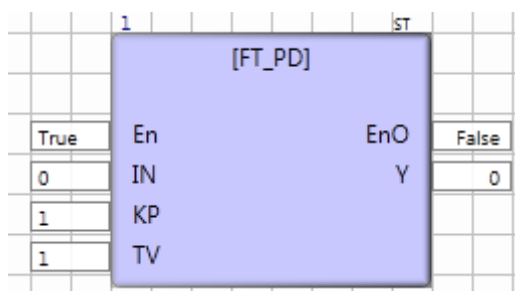 1 ST
[FT_PD]
True En EnO False
0 IN Y 0
1 KP
1 TV